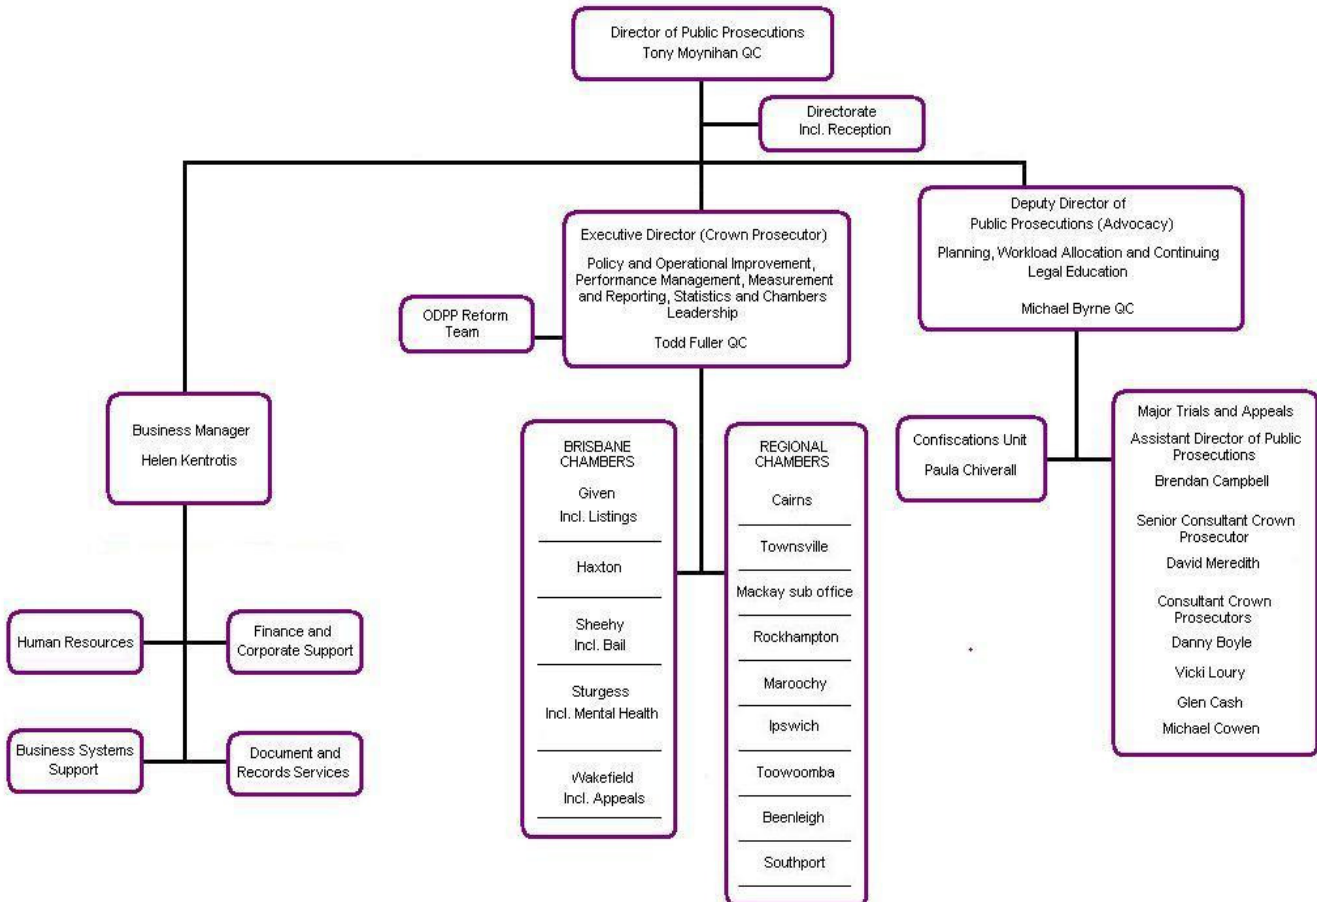 Director of Public Prosecutions
Tony Moynihan QC
Directorate
Incl. Reception
Deputy Director of
Public Prosecutions (Advocacy)
Planning, Workload Allocation and Continuing
Legal Education
Michael Byrne QC
Executive Director (Crown Prosecutor)
Policy and Operational Improvement,
Performance Management, Measurement
and Reporting, Statistics and Chambers
Leadership
Todd Fuller QC
ODPP Reform
Team
Business Manager
Helen Kentrotis
Human Resources
Finance and
Corporate Support
Business Systems
Support
Document and
Records Services
BRISBANE
CHAMBERS
Given
Incl. Listings
Haxton
Sheehy
Incl. Bail
Sturgess
Incl. Mental Health
Wakefield
Incl. Appeals
REGIONAL
CHAMBERS
Cairns
Townsville
Mackay sub office
Rockhampton
Maroochy
Ipswich
Toowoomba
Beenleigh
Southport
Confiscations Unit
Paula Chiverall
Major Trials and Appeals
Assistant Director of Public
Prosecutions
Brendan Campbell
Senior Consultant Crown
Prosecutor
David Meredith
Consultant Crown
Prosecutors
Danny Boyle
Vicki Loury
Glen Cash
Michael Cowen